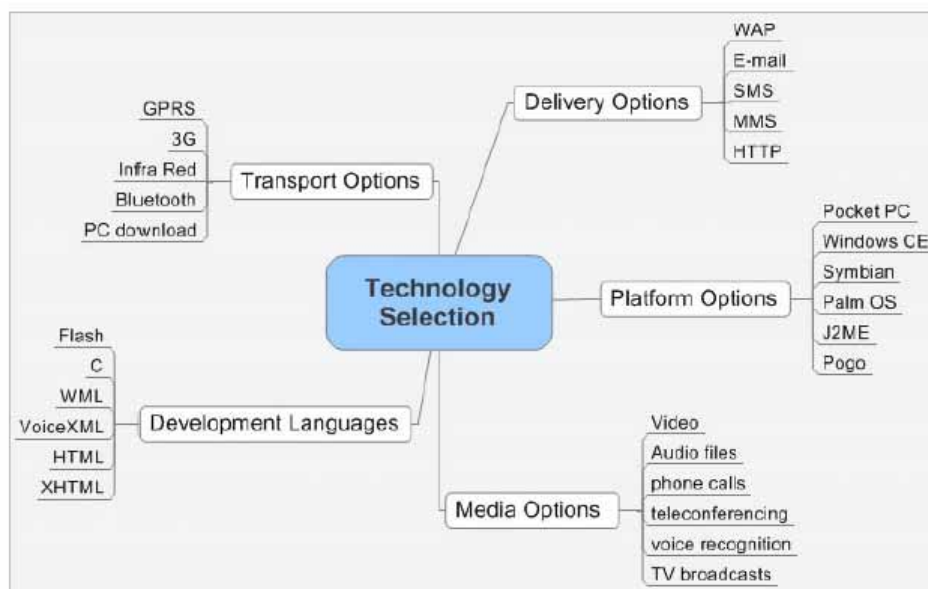 Technology
Selection
Delivery Options
WAP
E-mail
SMS
MMS
HTTP
Platform Options
Pocket PC
Windows CE
Symbian
Palm OS
J2ME
Pogo
Media Options
Video
Audio files
phone calls
teleconferencing
voice recognition
TV broadcasts
Development Languages
Flash
C
WML
VoiceXML
HTML
XHTML
Transport Options
GPRS
3G
Infra Red
Bluetooth
PC download